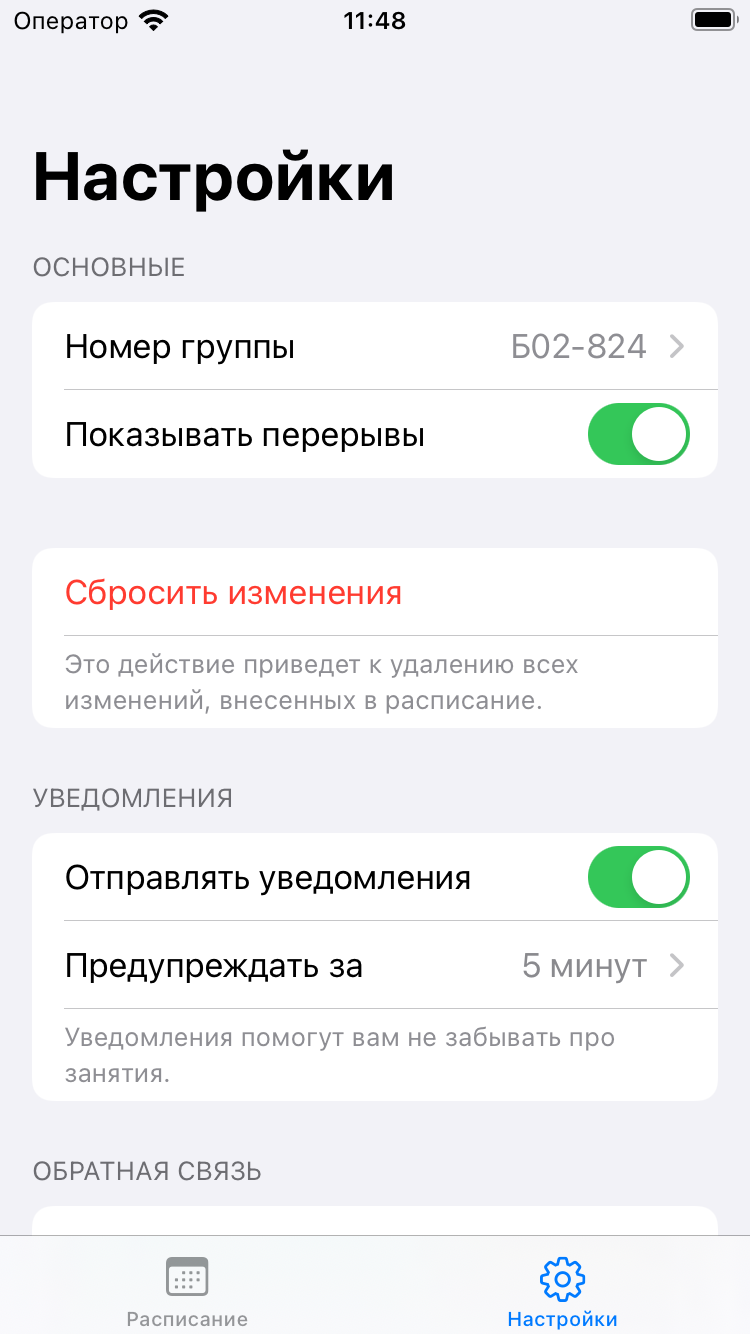 Оператор 11:48
Настройки
ОСНОВНЫЕ
Номер группы Б02-824
Показывать перерывы
Сбросить изменения
Это действие приведет к удалению всех
изменений, внесенных в расписание.
УВЕДОМЛЕНИЯ
Отправлять уведомления
Предупреждать за 5 минут
Уведомления помогут вам не забывать про
занятия.
ОБРАТНАЯ СВЯЗЬ
Расписание Настройки